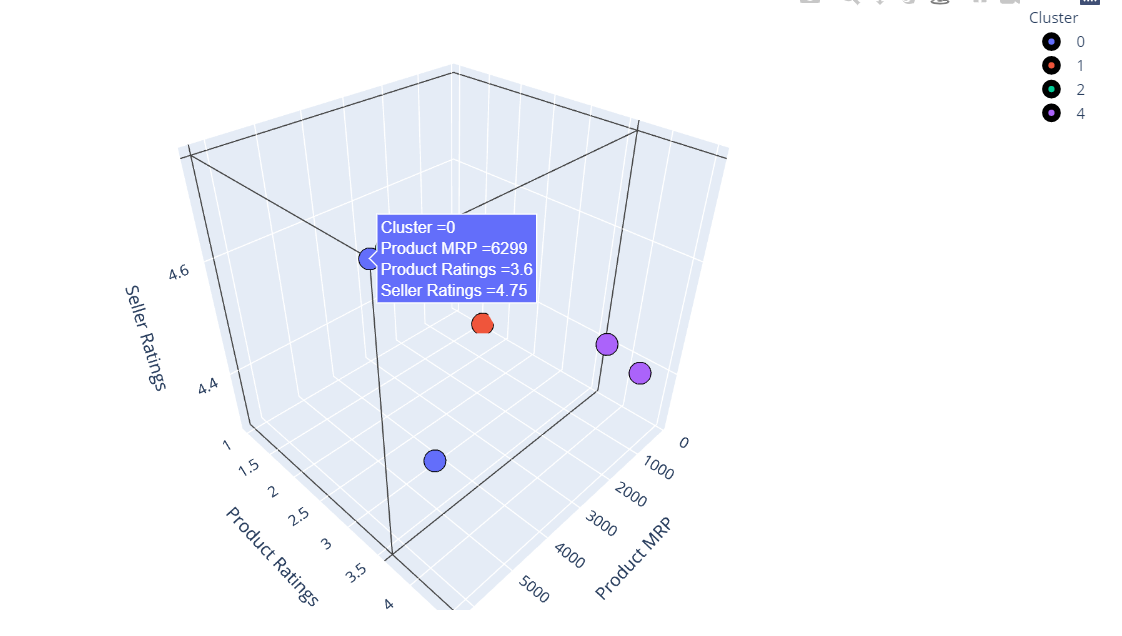 Cluster
0
1
2
4
Cluster =0
Product MRP =6299
Product Ratings =3.6
Seller Ratings =4.75
4.6
4.4
Seller Ratings
1
1.5
2
2.5
3
3.5
4
Product Ratings
0
1000
2000
3000
4000
5000
Product MRP